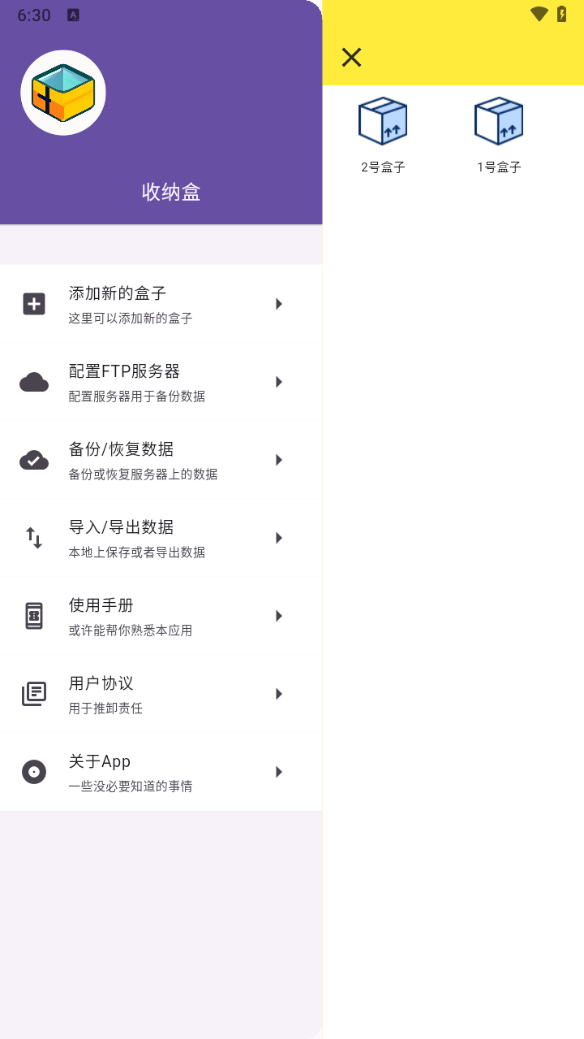 6:30
A
收纳盒
添加新的盒子
这里可以添加新的盒子
配置FTP服务器
配置服务器用于备份数据
备份/恢复数据
备份或恢复服务器上的数据
导入/导出数据
本地上保存或者导出数据
使用手册
或许能帮你熟悉本应用
用户协议
用于推卸责任
关于App
一些没必要知道的事情
2号盒子
1号盒子